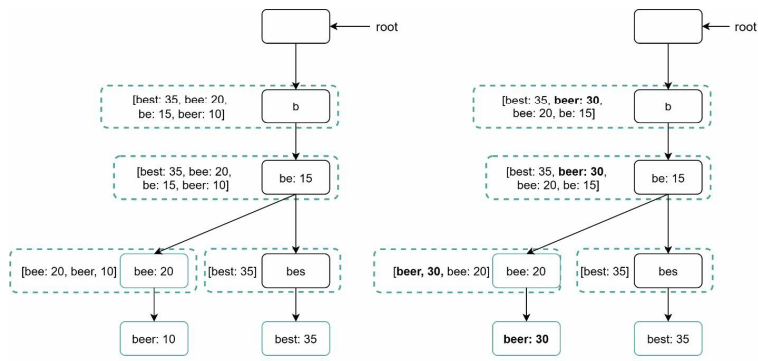 root
[best: 35, bee: 20,
be: 15, beer: 10]
b
[best: 35, bee: 20,
be: 15, beer: 10]
be: 15
[bee: 20, beer, 10]
bee: 20
[best: 35]
bes
beer: 10
best: 35
root
[best: 35, beer: 30,
bee: 20, be: 15]
b
[best: 35, beer: 30,
bee: 20, be: 15]
be: 15
[beer, 30, bee: 20]
bee: 20
[best: 35]
bes
beer: 30
best: 35